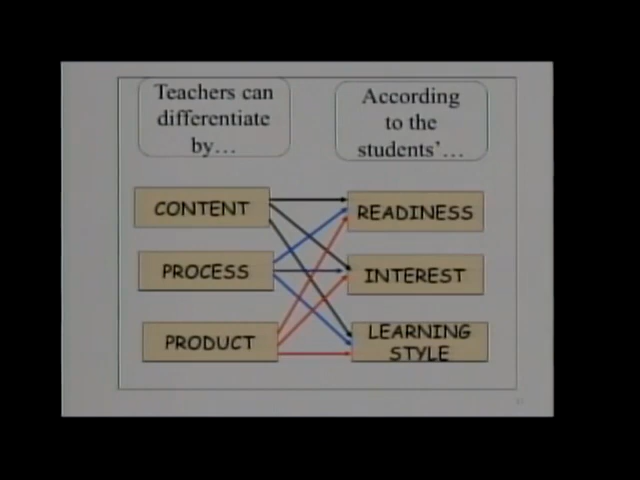 Teachers can
differentiate
by…
According
to the
students’…
CONTENT
READINESS
PROCESS
INTEREST
PRODUCT
LEARNING
STYLE